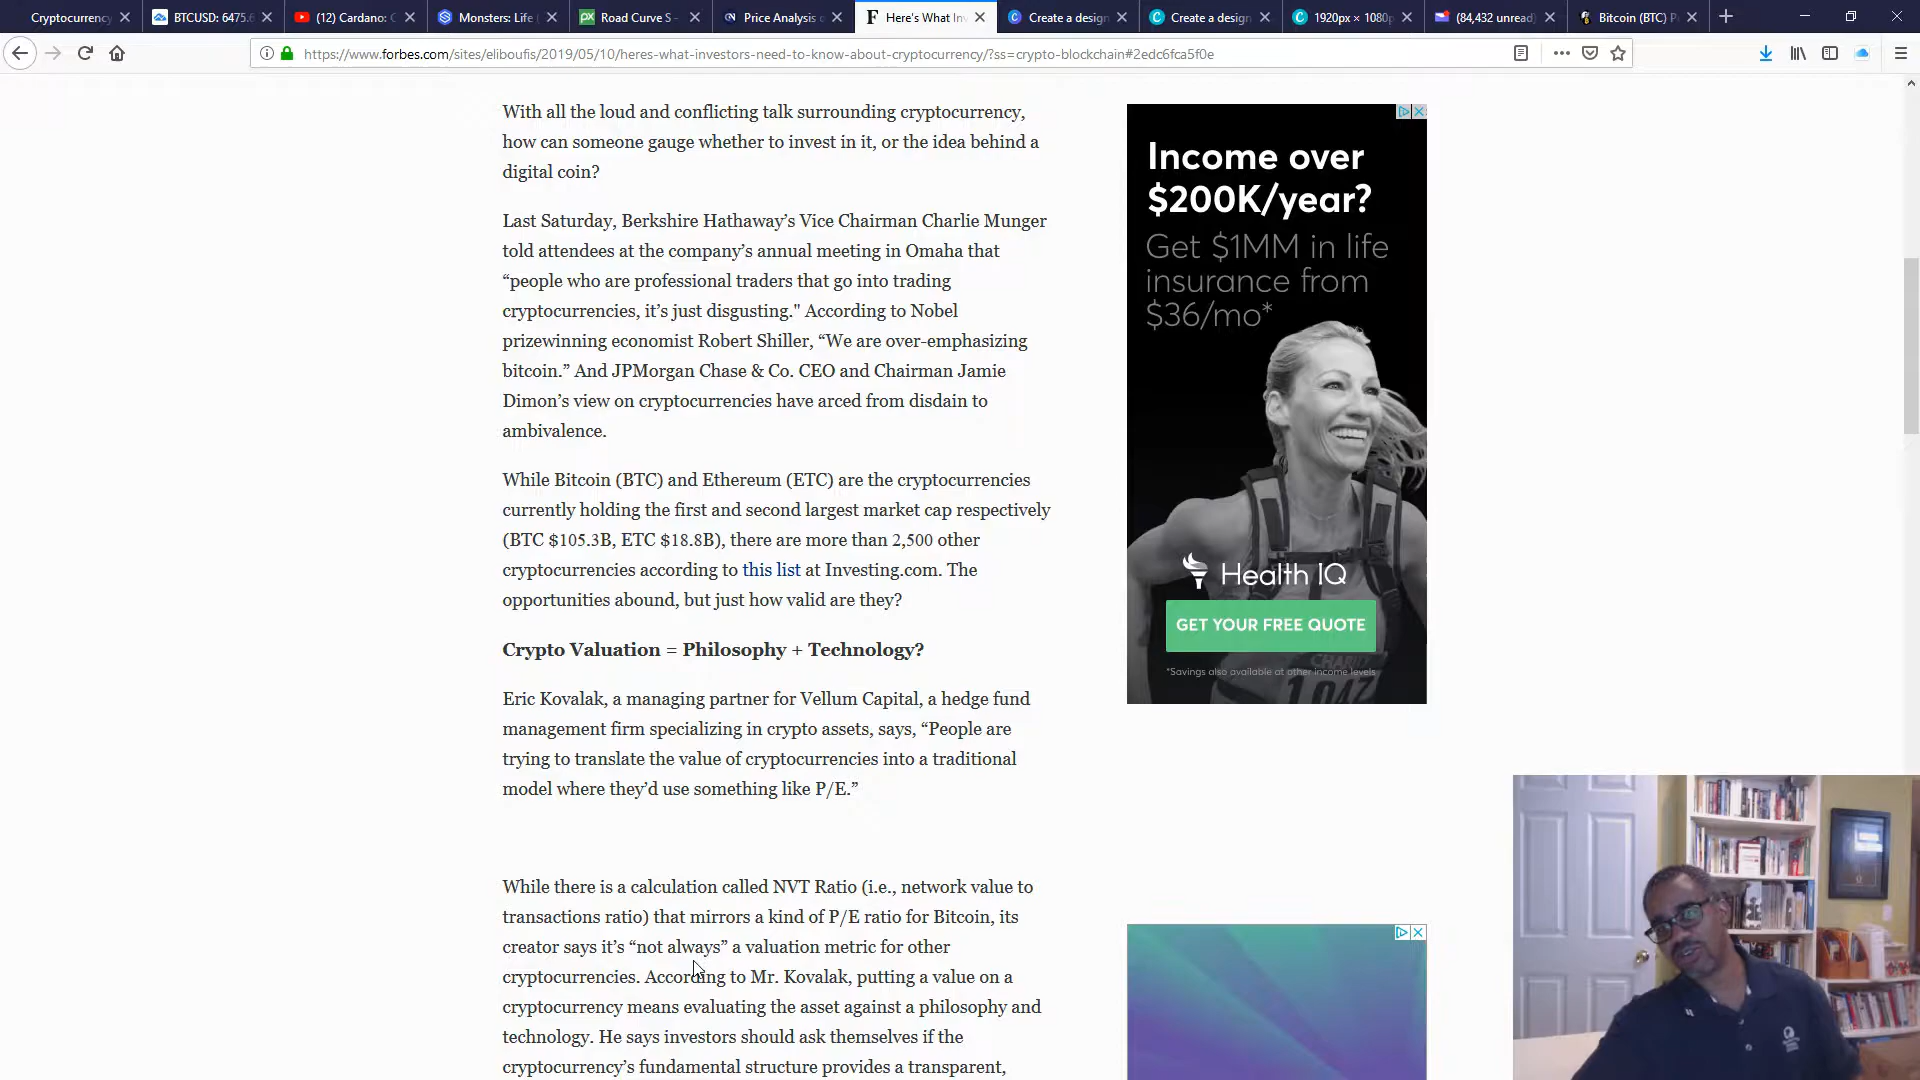 Cryptocurrency
BTCUSD: 6475.6
(12) Cardano: C
Monsters: Life
Road Curve S -
Price Analysis o
Here's What Inv
Create a design
Create a design
1920px × 1080p
(84,432 unread)
Bitcoin (BTC) P
https://www.forbes.com/sites/eliboufis/2019/05/10/heres-what-investors-need-to-know-about-cryptocurrency/?ss=crypto-blockchain#2edc6fca5f0e
With all the loud and conflicting talk surrounding cryptocurrency,
how can someone gauge whether to invest in it, or the idea behind a
digital coin?
Last Saturday, Berkshire Hathaway’s Vice Chairman Charlie Munger
told attendees at the company’s annual meeting in Omaha that
“people who are professional traders that go into trading
cryptocurrencies, it’s just disgusting." According to Nobel
prizewinning economist Robert Shiller, “We are over-emphasizing
bitcoin.” And JPMorgan Chase & Co. CEO and Chairman Jamie
Dimon’s view on cryptocurrencies have arced from disdain to
ambivalence.
While Bitcoin (BTC) and Ethereum (ETC) are the cryptocurrencies
currently holding the first and second largest market cap respectively
(BTC $105.3B, ETC $18.8B), there are more than 2,500 other
cryptocurrencies according to this list at Investing.com. The
opportunities abound, but just how valid are they?
Crypto Valuation = Philosophy + Technology?
Eric Kovalak, a managing partner for Vellum Capital, a hedge fund
management firm specializing in crypto assets, says, “People are
trying to translate the value of cryptocurrencies into a traditional
model where they’d use something like P/E.”
While there is a calculation called NVT Ratio (i.e., network value to
transactions ratio) that mirrors a kind of P/E ratio for Bitcoin, its
creator says it’s “not always” a valuation metric for other
cryptocurrencies. According to Mr. Kovalak, putting a value on a
cryptocurrency means evaluating the asset against a philosophy and
technology. He says investors should ask themselves if the
cryptocurrency’s fundamental structure provides a transparent,
Income over
$200K/year?
Get $1MM in life
insurance from
$36/mo*
Health IQ
GET YOUR FREE QUOTE
*Savings also available at other income levels
1047